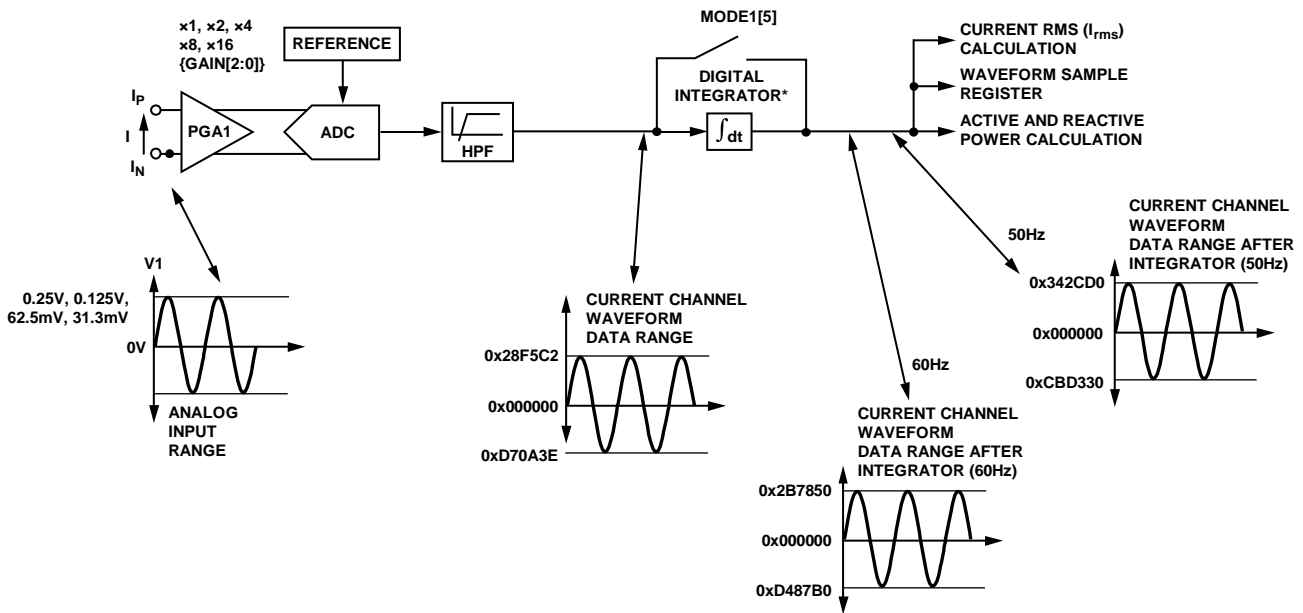 ×1, ×2, ×4
×8, ×16
{GAIN[2:0]}
REFERENCE
MODE1[5]
CURRENT RMS (Irms)
CALCULATION
WAVEFORM SAMPLE
REGISTER
ACTIVE AND REACTIVE
POWER CALCULATION
DIGITAL
INTEGRATOR*
IP
I
IN
PGA1
ADC
HPF
∫dt
50Hz
CURRENT CHANNEL
WAVEFORM
DATA RANGE AFTER
INTEGRATOR (50Hz)
0x342CD0
0x000000
0xCBD330
V1
0.25V, 0.125V,
62.5mV, 31.3mV
0V
ANALOG
INPUT
RANGE
CURRENT CHANNEL
WAVEFORM
DATA RANGE
0x28F5C2
0x000000
0xD70A3E
60Hz
CURRENT CHANNEL
WAVEFORM
DATA RANGE AFTER
INTEGRATOR (60Hz)
0x2B7850
0x000000
0xD487B0